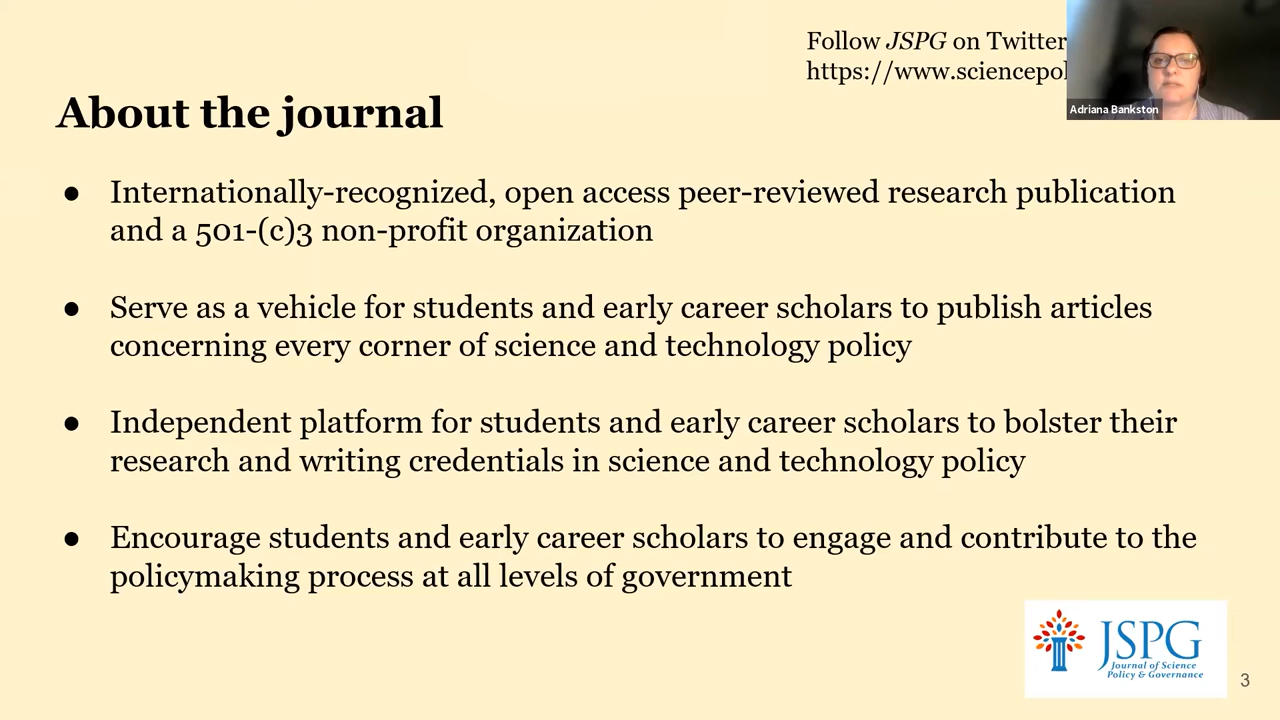 Follow JSPG on Twitter
https://www.sciencepol
Adriana Bankston
About the journal
● Internationally-recognized, open access peer-reviewed research publication
and a 501-(c)3 non-profit organization
● Serve as a vehicle for students and early career scholars to publish articles
concerning every corner of science and technology policy
● Independent platform for students and early career scholars to bolster their
research and writing credentials in science and technology policy
● Encourage students and early career scholars to engage and contribute to the
policymaking process at all levels of government
JSPG
Journal of Science
Policy & Governance
3